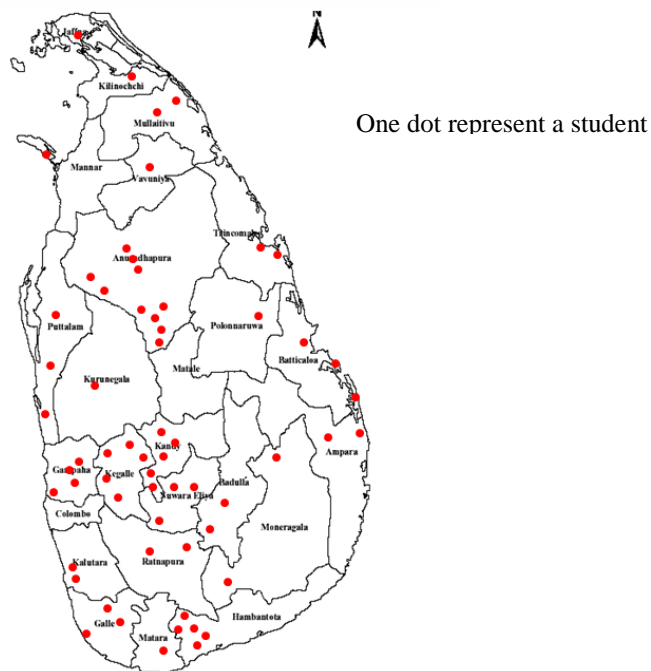 Jaffna
Kilinochchi
Mullaitivu
One dot represent a student
Mannar
Vavuniya
Trincomalee
Anuradhapura
Puttalam
Polonnaruwa
Batticaloa
Matale
Kurunegala
Kandy
Ampara
Gampaha
Kegalle
Badulla
Nuwara Eliya
Colombo
Moneragala
Kalutara
Ratnapura
Hambantota
Galle
Matara